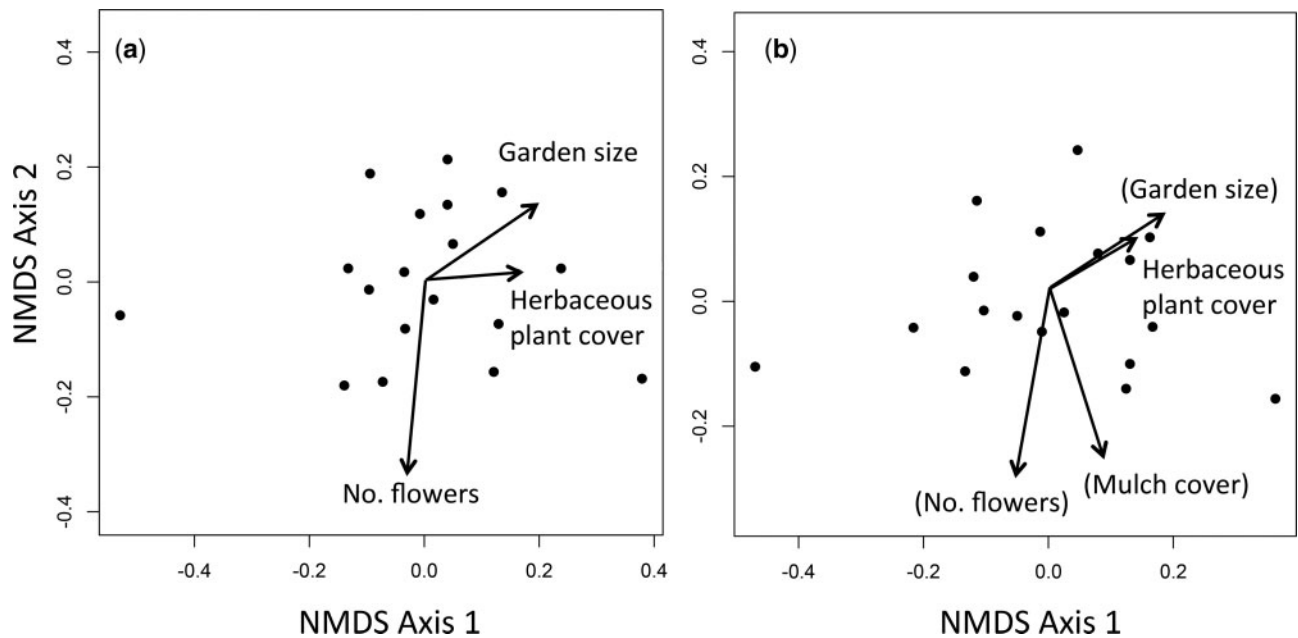 (a)
NMDS Axis 2
0.4
0.2
0.0
-0.2
-0.4
Garden size
Herbaceous
plant cover
No. flowers
-0.4
-0.2
0.0
0.2
0.4
NMDS Axis 1
(b)
0.4
0.2
0.0
-0.2
(Garden size)
Herbaceous
plant cover
(No. flowers)
(Mulch cover)
-0.4
-0.2
0.0
0.2
NMDS Axis 1